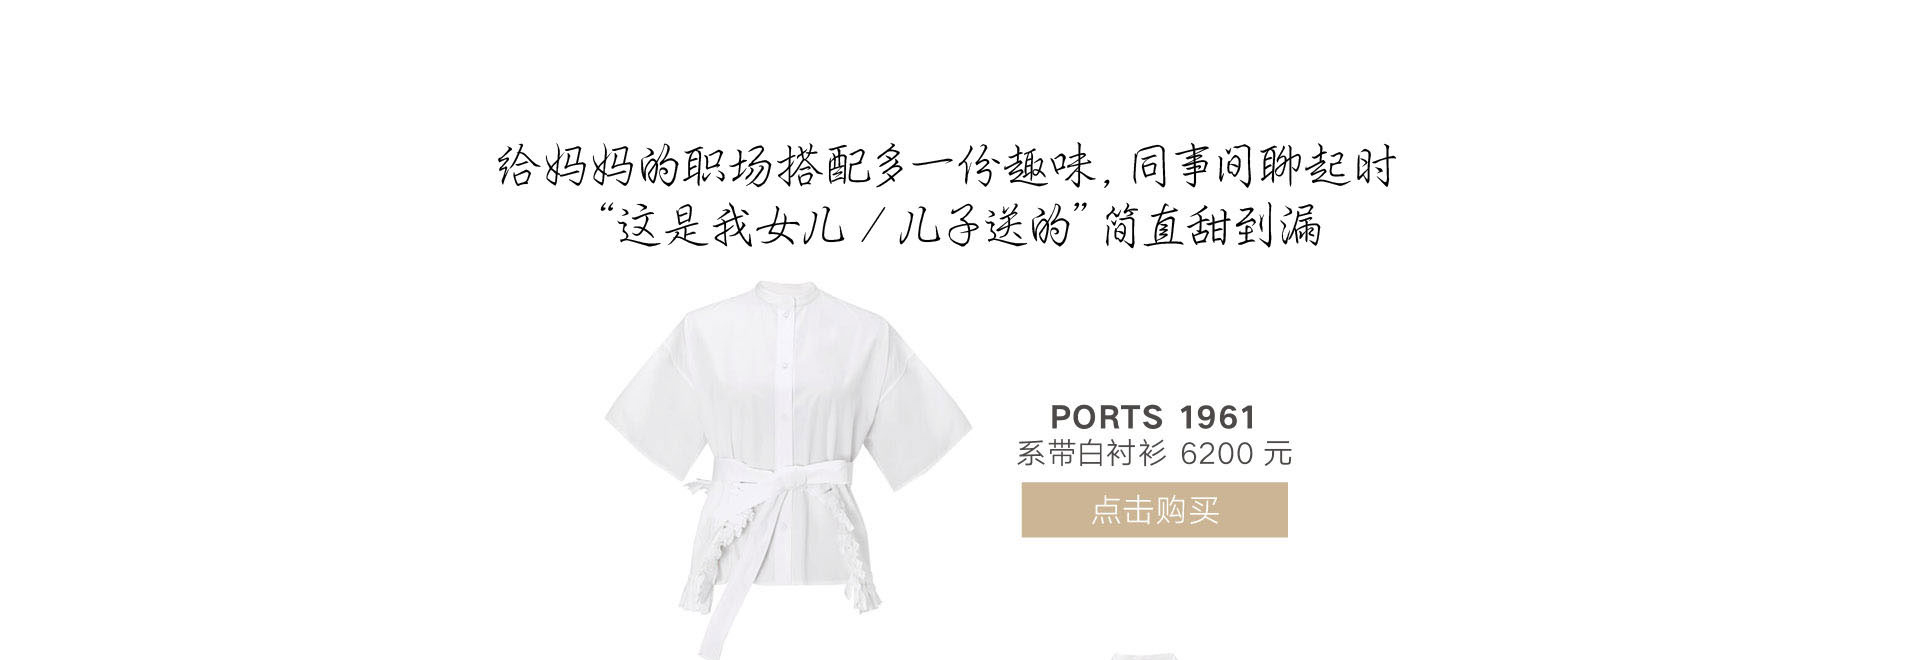 给妈妈的职场搭配多一份趣味，同事间聊起时
“这是我女儿 / 儿子送的”简直甜到漏
PORTS 1961
系带白衬衫 6200 元
点击购买